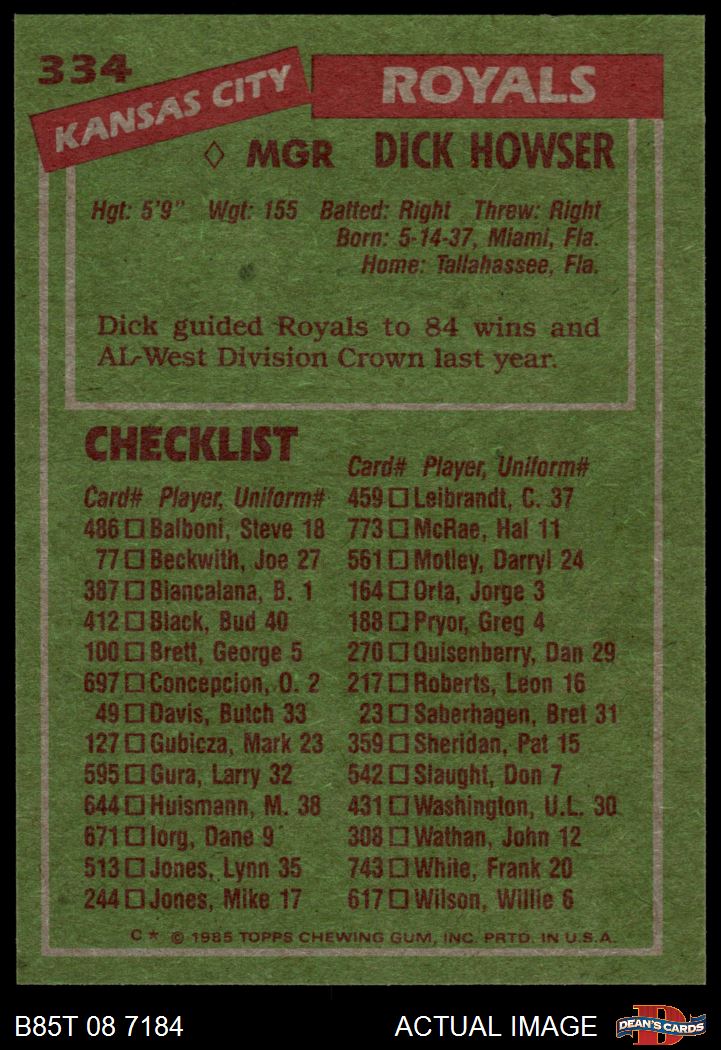 334
KANSAS CITY ROYALS
◊ MGR DICK HOWSER
Hgt: 5'9" Wgt: 155 Batted: Right Threw: Right
Born: 5-14-37, Miami, Fla.
Home: Tallahassee, Fla.
Dick guided Royals to 84 wins and
AL-West Division Crown last year.
CHECKLIST
Card# Player, Uniform#
486 □ Balboni, Steve 18
77 □ Beckwith, Joe 27
387 □ Biancalana, B. 1
412 □ Black, Bud 40
100 □ Brett, George 5
697 □ Concepcion, O. 2
49 □ Davis, Butch 33
127 □ Gubicza, Mark 23
595 □ Gura, Larry 32
644 □ Huismann, M. 38
671 □ Iorg, Dane 9
513 □ Jones, Lynn 35
244 □ Jones, Mike 17
Card# Player, Uniform#
459 □ Leibrandt, C. 37
773 □ McRae, Hal 11
561 □ Motley, Darryl 24
164 □ Orta, Jorge 3
188 □ Pryor, Greg 4
270 □ Quisenberry, Dan 29
217 □ Roberts, Leon 16
23 □ Saberhagen, Bret 31
359 □ Sheridan, Pat 15
542 □ Slaught, Don 7
431 □ Washington, U.L. 30
308 □ Wathan, John 12
743 □ White, Frank 20
617 □ Wilson, Willie 6
C * © 1985 TOPPS CHEWING GUM, INC. PRTD. IN U.S.A.
B85T 08 7184
ACTUAL IMAGE
D
DEAN'S CARDS